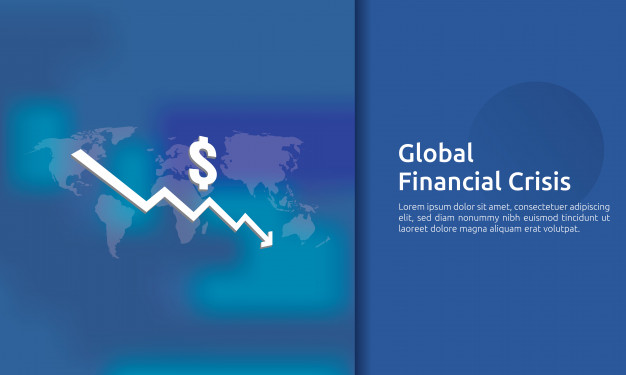 $
Global
Financial Crisis
Lorem ipsum dolor sit amet, consectetuer adipiscing
elit, sed diam nonummy nibh euismod tincidunt ut
laoreet dolore magna aliquam erat volutpat.